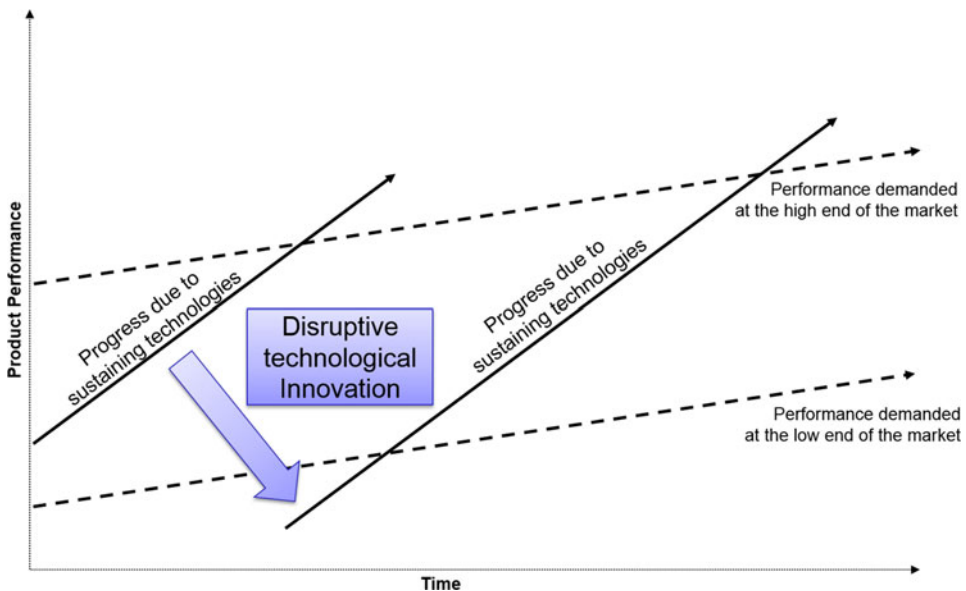 Product Performance
Progress due to
sustaining technologies
Disruptive
technological
Innovation
Progress due to
sustaining technologies
Performance demanded
at the high end of the market
Performance demanded
at the low end of the market
Time